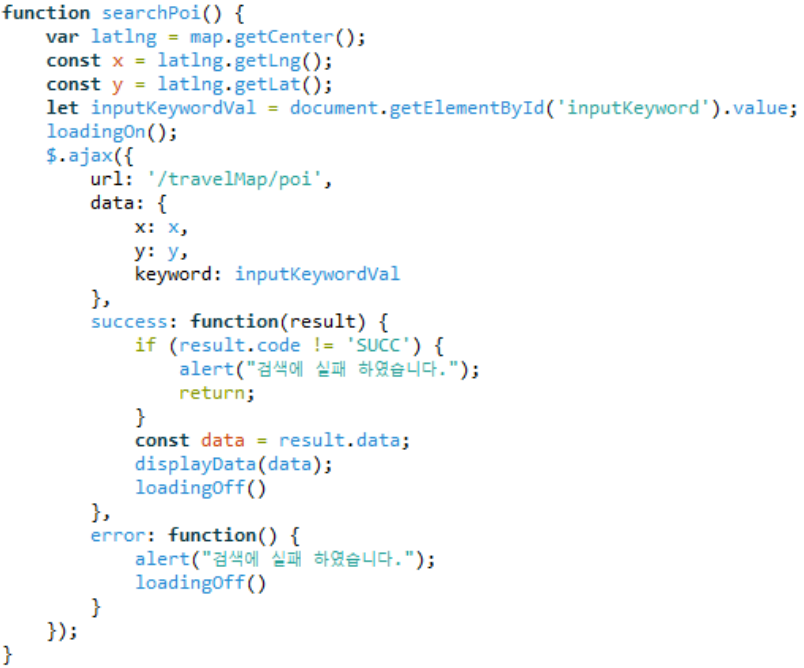 function searchPoi() {
    var latlng = map.getCenter();
    const x = latlng.getLng();
    const y = latlng.getLat();
    let inputKeywordVal = document.getElementById('inputKeyword').value;
    loadingOn();
    $.ajax({
        url: '/travelMap/poi',
        data: {
            x: x,
            y: y,
            keyword: inputKeywordVal
        },
        success: function(result) {
            if (result.code != 'SUCC') {
                alert("검색에 실패 하였습니다.");
                return;
            }
            const data = result.data;
            displayData(data);
            loadingOff()
        },
        error: function() {
            alert("검색에 실패 하였습니다.");
            loadingOff()
        }
    });
}